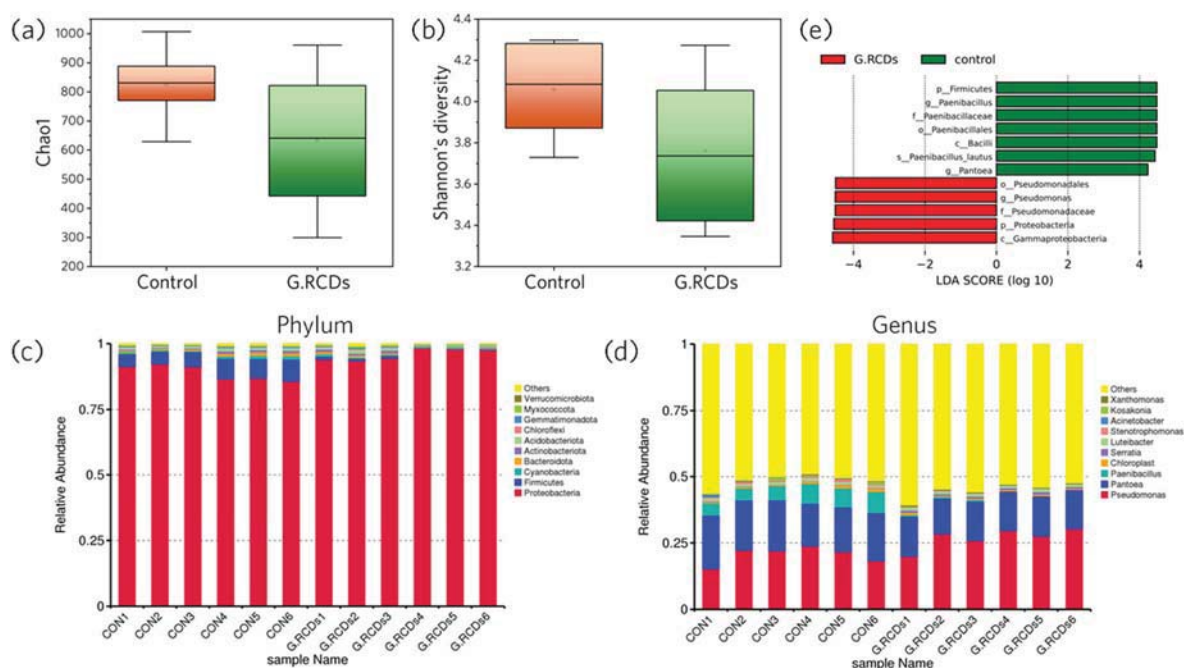 (a)
1000
900
800
700
600
500
400
300
200
Chao1
Control
G.RCDs
(b)
4.4
4.2
4.0
3.8
3.6
3.4
3.2
Shannon's diversity
Control
G.RCDs
(e)
G.RCDs
control
p__Firmicutes
g__Paenibacillus
f__Paenibacillaceae
o__Paenibacillales
c__Bacilli
s__Paenibacillus_lautus
g__Pantoea
o__Pseudomonadales
g__Pseudomonas
f__Pseudomonadaceae
p__Proteobacteria
c__Gammaproteobacteria
−4 −2 0 2 4
LDA SCORE (log 10)
(c)
Phylum
1
0.75
0.5
0.25
0
Relative Abundance
Others
Verrucomicrobiota
Myxococcota
Gemmatimonadota
Chloroflexi
Acidobacteriota
Actinobacteriota
Bacteroidota
Cyanobacteria
Firmicutes
Proteobacteria
CON1 CON2 CON3 CON4 CON5 CON6 G.RCDs1 G.RCDs2 G.RCDs3 G.RCDs4 G.RCDs5 G.RCDs6
sample Name
(d)
Genus
1
0.75
0.5
0.25
0
Relative Abundance
Others
Xanthomonas
Kosakonia
Acinetobacter
Stenotrophomonas
Luteibacter
Serratia
Chloroplast
Paenibacillus
Pantoea
Pseudomonas
CON1 CON2 CON3 CON4 CON5 CON6 G.RCDs1 G.RCDs2 G.RCDs3 G.RCDs4 G.RCDs5 G.RCDs6
sample Name